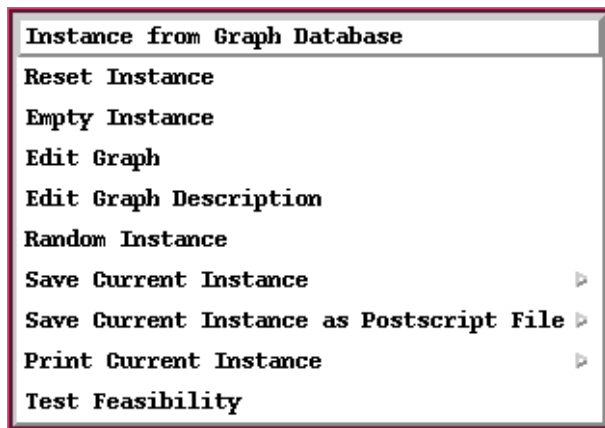 Instance from Graph Database
Reset Instance
Empty Instance
Edit Graph
Edit Graph Description
Random Instance
Save Current Instance
Save Current Instance as Postscript File
Print Current Instance
Test Feasibility